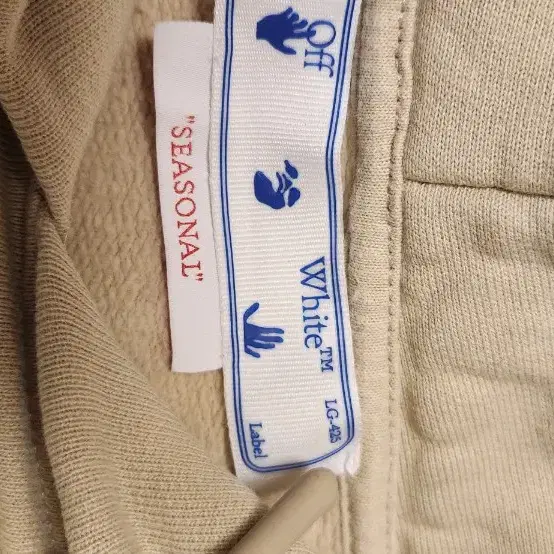 "SEASONAL"
Off
White™
LG-425
Label